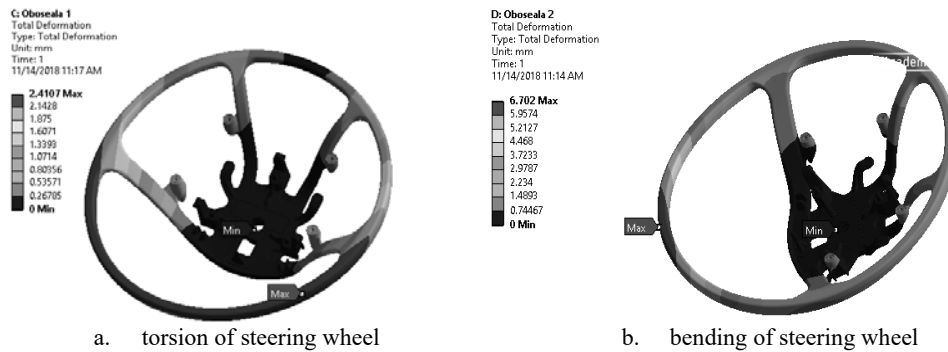 C: Oboseala 1
Total Deformation
Type: Total Deformation
Unit: mm
Time: 1
11/14/2018 11:17 AM
2.4107 Max
2.1428
1.875
1.6071
1.3393
1.0714
0.80356
0.53571
0.26785
0 Min
Min
Max
a. torsion of steering wheel
D: Oboseala 2
Total Deformation
Type: Total Deformation
Unit: mm
Time: 1
11/14/2018 11:14 AM
6.702 Max
5.9574
5.2127
4.468
3.7233
2.9787
2.234
1.4893
0.74467
0 Min
Max
Min
b. bending of steering wheel